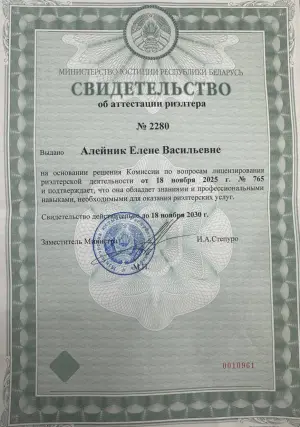 МИНИСТЕРСТВО ЮСТИЦИИ РЕСПУБЛИКИ БЕЛАРУСЬ
СВИДЕТЕЛЬСТВО
об аттестации риэлтера
№ 2280
Выдано Алейник Елене Васильевне
на основании решения Комиссии по вопросам лицензирования
риэлтерской деятельности от 18 ноября 2025 г. № 765
и подтверждает, что она обладает знаниями и профессиональными
навыками, необходимыми для оказания риэлтерских услуг.
Свидетельство действительно до 18 ноября 2030 г.
Заместитель Министра И.А.Степуро
М.П.
0010961